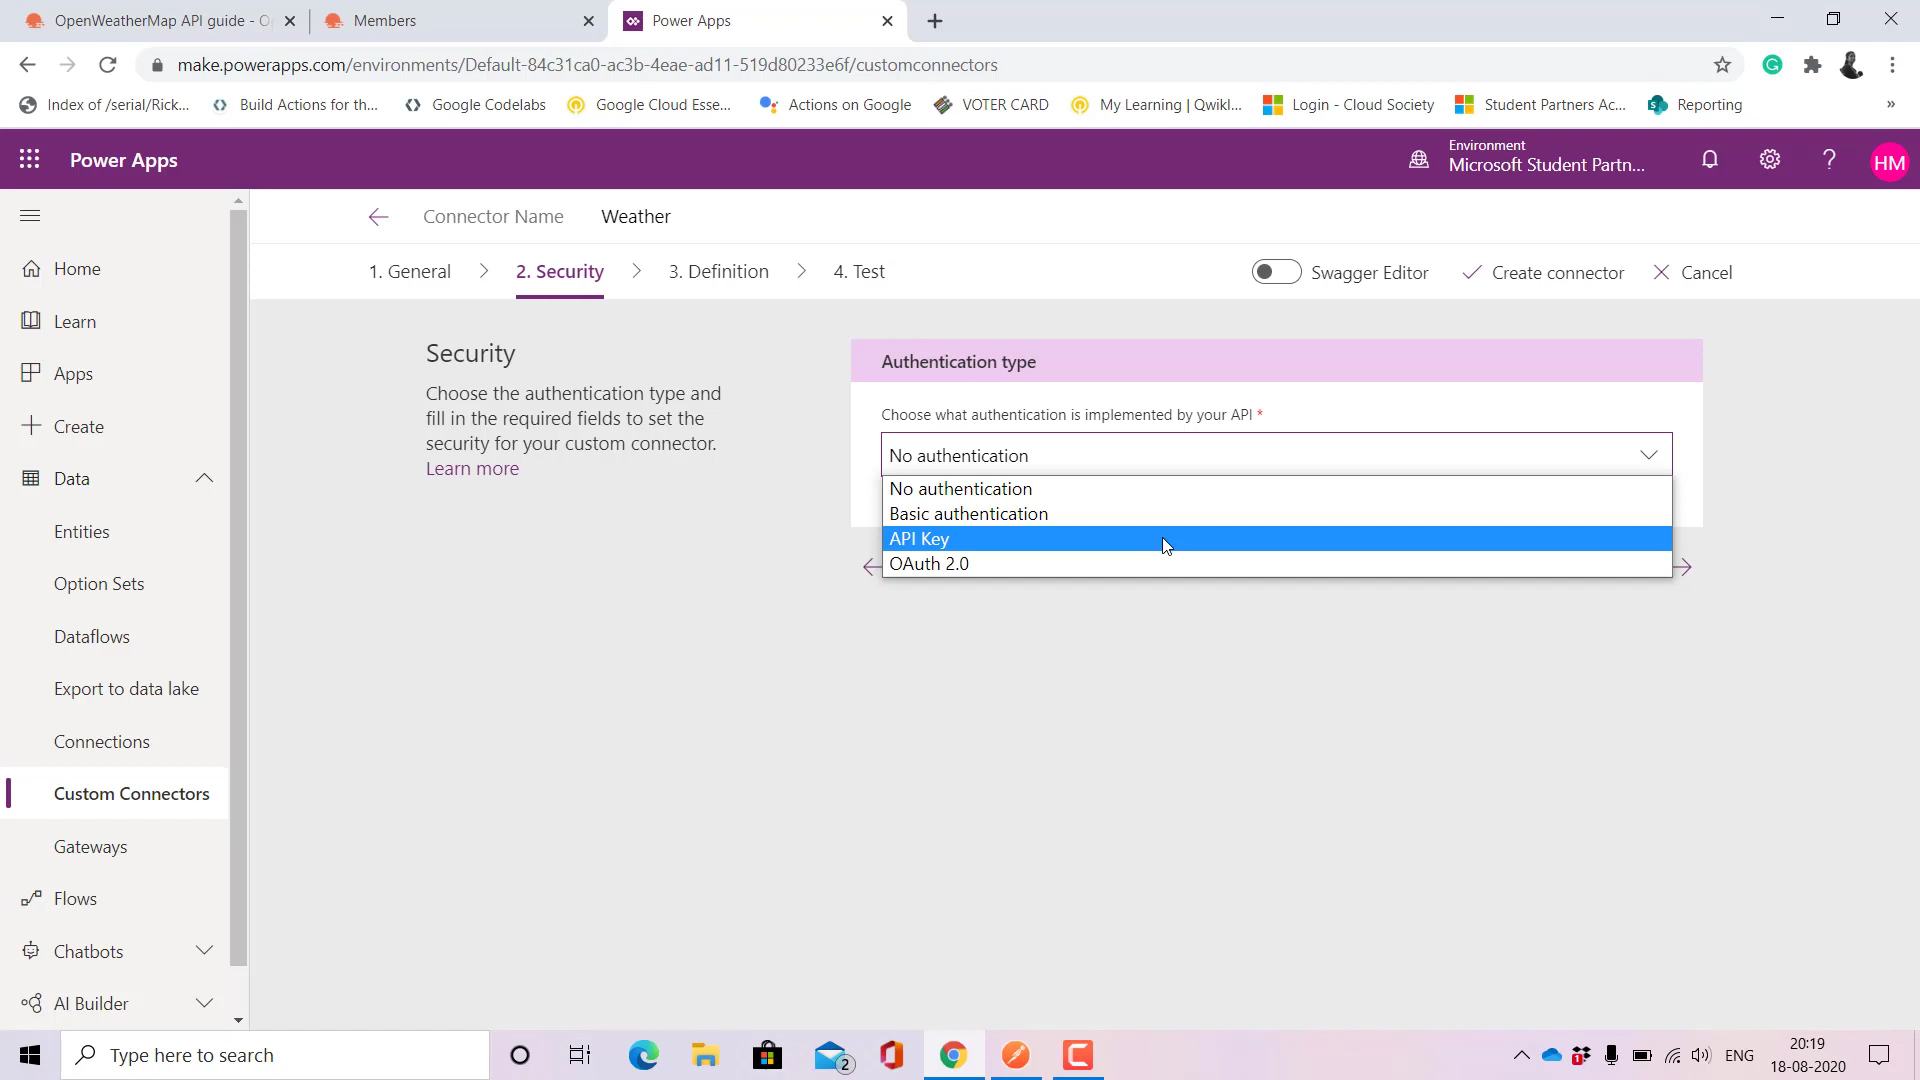 OpenWeatherMap API guide - O
Members
Power Apps
make.powerapps.com/environments/Default-84c31ca0-ac3b-4eae-ad11-519d80233e6f/customconnectors
Index of /serial/Rick...
Build Actions for th...
Google Codelabs
Google Cloud Esse...
Actions on Google
VOTER CARD
My Learning | Qwikl...
Login - Cloud Society
Student Partners Ac...
Reporting
»
Power Apps
Environment
Microsoft Student Partn...
?
HM
Connector Name
Weather
1. General
2. Security
3. Definition
4. Test
Swagger Editor
Create connector
Cancel
Home
Learn
Apps
Create
Data
Entities
Option Sets
Dataflows
Export to data lake
Connections
Custom Connectors
Gateways
Flows
Chatbots
AI Builder
Security
Choose the authentication type and
fill in the required fields to set the
security for your custom connector.
Learn more
Authentication type
Choose what authentication is implemented by your API *
No authentication
No authentication
Basic authentication
API Key
OAuth 2.0
Type here to search
2
1
ENG
20:19
18-08-2020